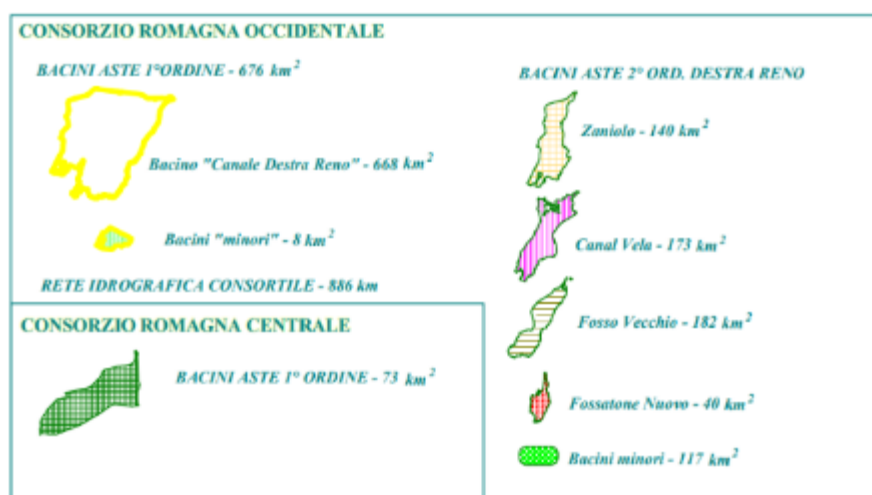 CONSORZIO ROMAGNA OCCIDENTALE
BACINI ASTE 1°ORDINE - 676 km²
Bacino "Canale Destra Reno" - 668 km²
Bacini "minori" - 8 km²
RETE IDROGRAFICA CONSORTILE - 886 km
BACINI ASTE 2° ORD. DESTRA RENO
Zaniolo - 140 km²
Canal Vela - 173 km²
Fosso Vecchio - 182 km²
Fossatone Nuovo - 40 km²
Bacini minori - 117 km²
CONSORZIO ROMAGNA CENTRALE
BACINI ASTE 1° ORDINE - 73 km²